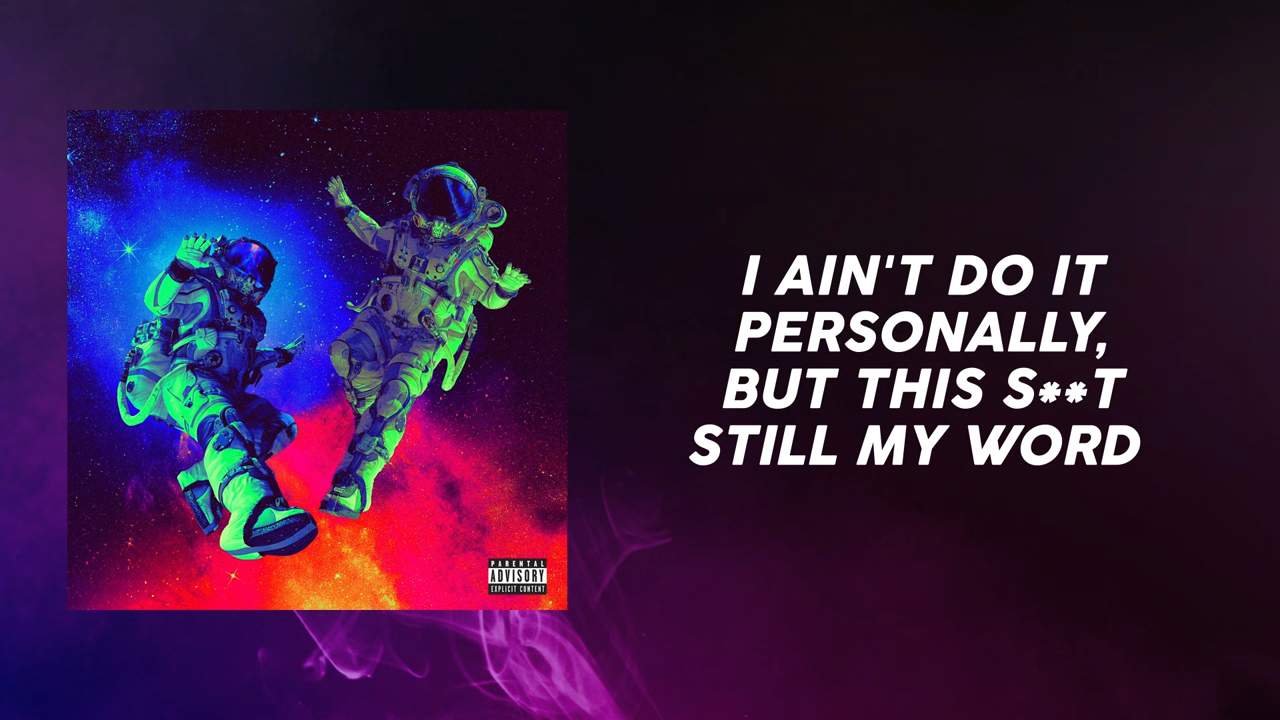 PARENTAL
ADVISORY
EXPLICIT CONTENT
I AIN'T DO IT
PERSONALLY,
BUT THIS S**T
STILL MY WORD